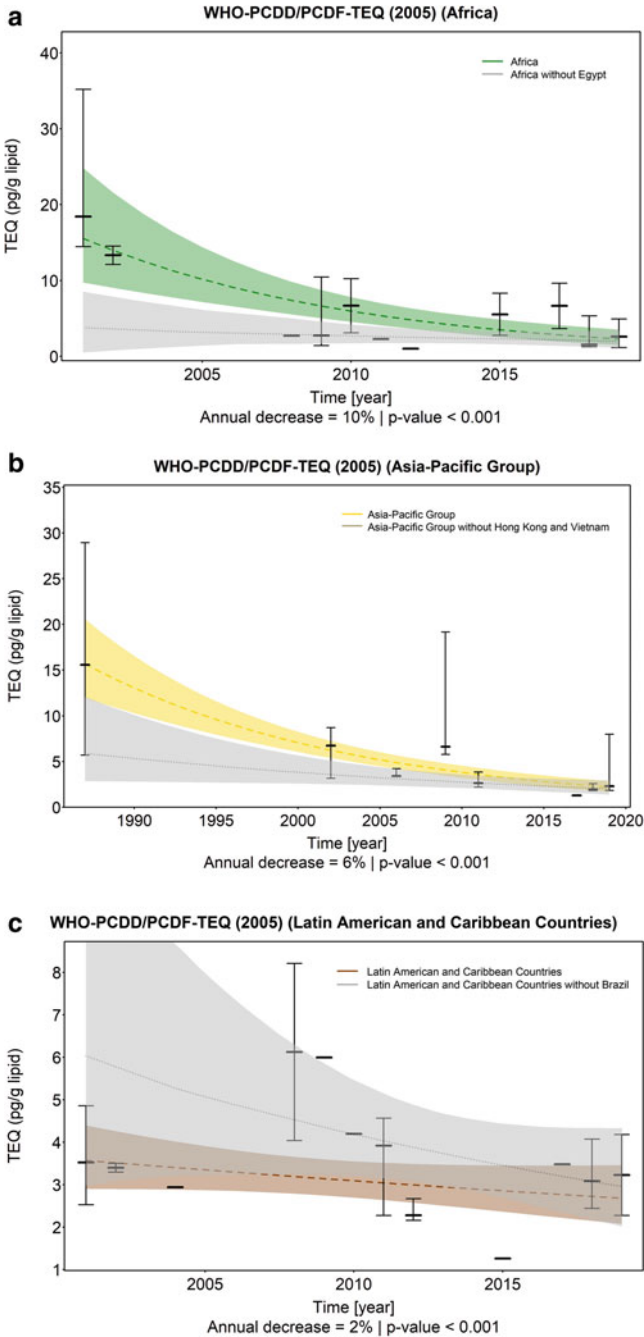 a
WHO-PCDD/PCDF-TEQ (2005) (Africa)
40
30
20
10
0
TEQ (pg/g lipid)
Africa
Africa without Egypt
2005
2010
2015
Time [year]
Annual decrease = 10% | p-value < 0.001
b
WHO-PCDD/PCDF-TEQ (2005) (Asia-Pacific Group)
35
30
25
20
15
10
5
0
TEQ (pg/g lipid)
Asia-Pacific Group
Asia-Pacific Group without Hong Kong and Vietnam
1990
1995
2000
2005
2010
2015
2020
Time [year]
Annual decrease = 6% | p-value < 0.001
c
WHO-PCDD/PCDF-TEQ (2005) (Latin American and Caribbean Countries)
8
7
6
5
4
3
2
1
TEQ (pg/g lipid)
Latin American and Caribbean Countries
Latin American and Caribbean Countries without Brazil
2005
2010
2015
Time [year]
Annual decrease = 2% | p-value < 0.001